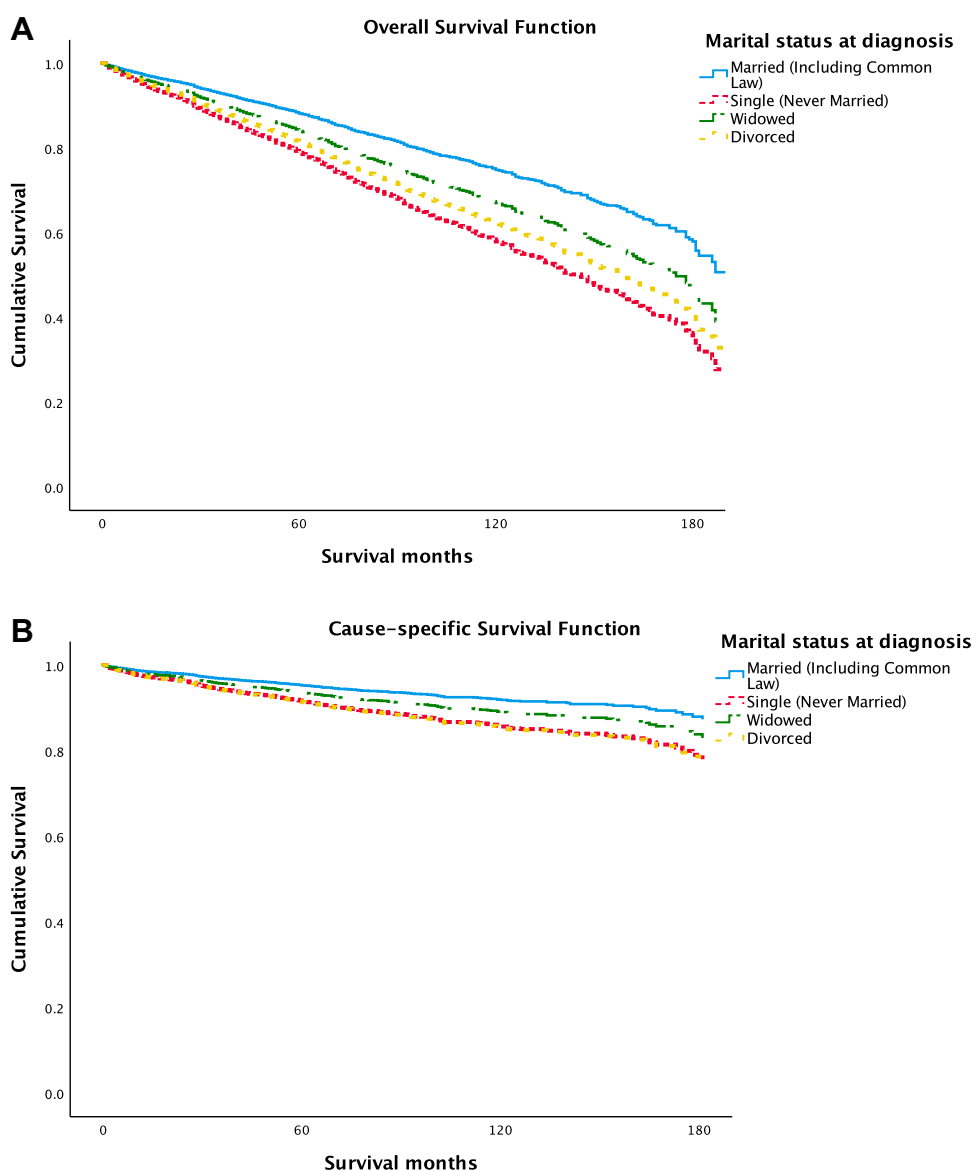 A
Overall Survival Function
Marital status at diagnosis
Married (Including Common
Law)
Single (Never Married)
Widowed
Divorced
Cumulative Survival
1.0
0.8
0.6
0.4
0.2
0.0
0 60 120 180
Survival months
B
Cause-specific Survival Function
Marital status at diagnosis
Married (Including Common
Law)
Single (Never Married)
Widowed
Divorced
Cumulative Survival
1.0
0.8
0.6
0.4
0.2
0.0
0 60 120 180
Survival months